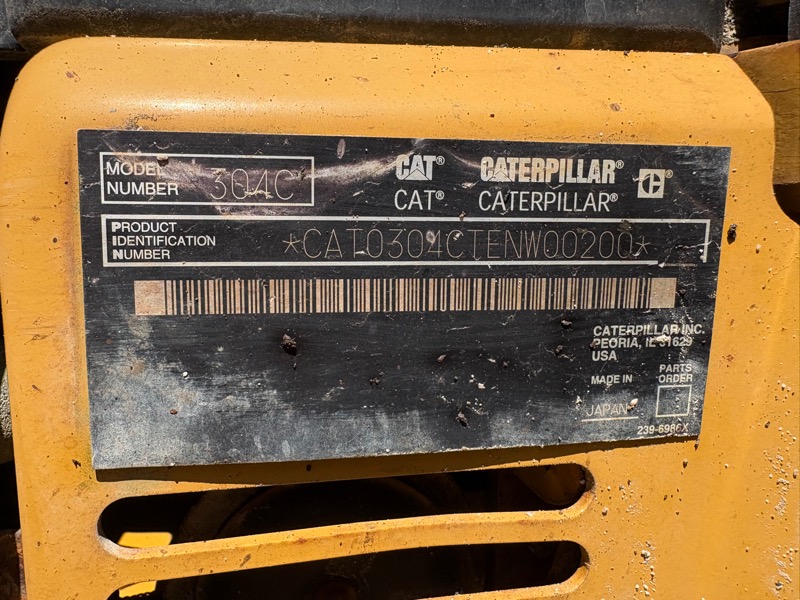 MODEL NUMBER 304C
CAT® CATERPILLAR® C
CAT® CATERPILLAR®
PRODUCT
IDENTIFICATION
NUMBER
*CAT0304CTENW00200*
CATERPILLAR INC.
PEORIA, IL 61629
USA
MADE IN
JAPAN
PARTS
ORDER
239-6986X